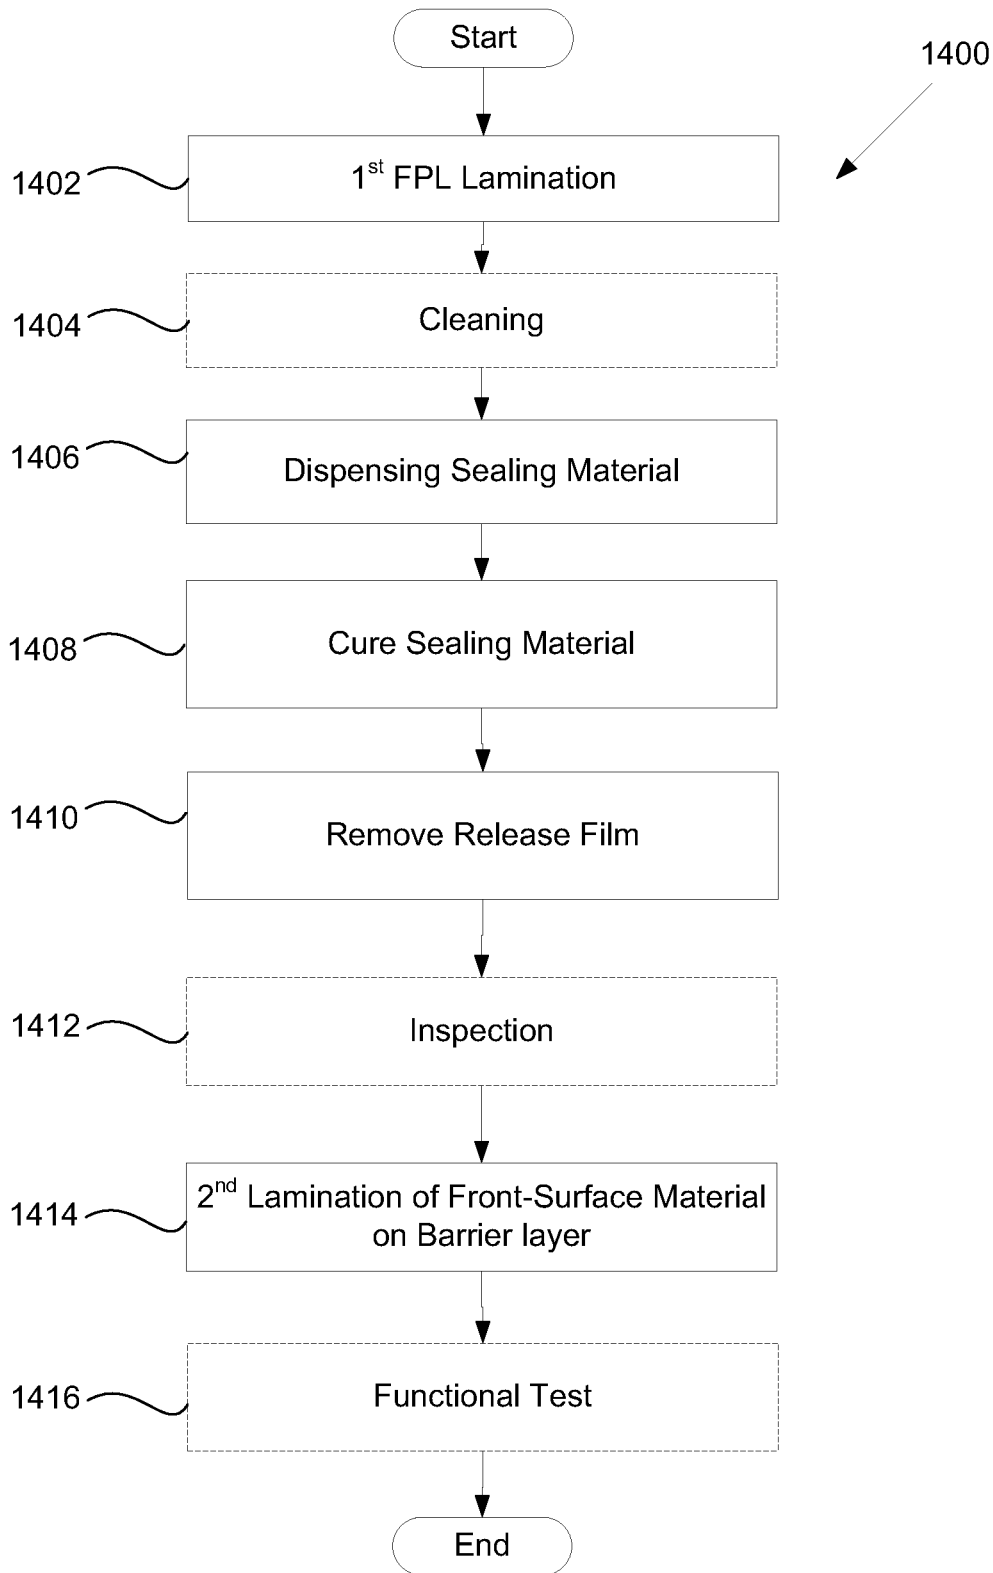 Start
1400
1402
1st FPL Lamination
1404
Cleaning
1406
Dispensing Sealing Material
1408
Cure Sealing Material
1410
Remove Release Film
1412
Inspection
1414
2nd Lamination of Front-Surface Material
on Barrier layer
1416
Functional Test
End